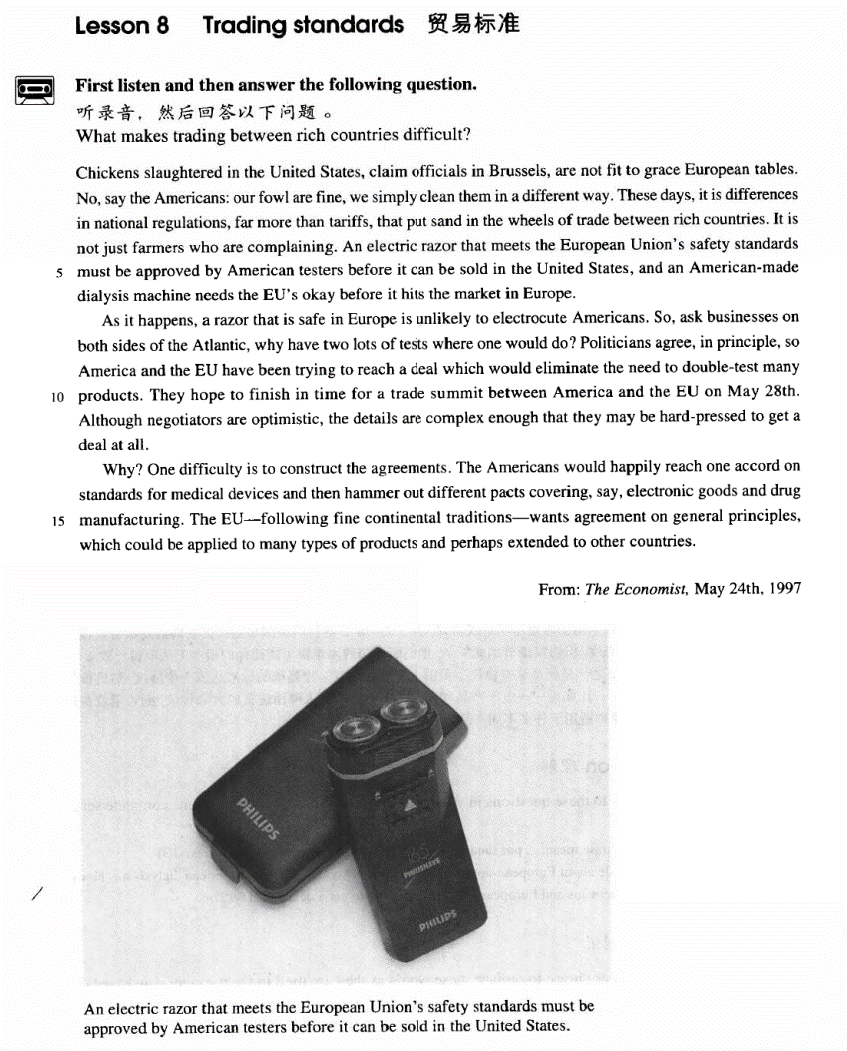 Lesson 8 Trading standards 贸易标准
First listen and then answer the following question.
听录音，然后回答以下问题。
What makes trading between rich countries difficult?
Chickens slaughtered in the United States, claim officials in Brussels, are not fit to grace European tables.
No, say the Americans: our fowl are fine, we simply clean them in a different way. These days, it is differences
in national regulations, far more than tariffs, that put sand in the wheels of trade between rich countries. It is
not just farmers who are complaining. An electric razor that meets the European Union's safety standards
5 must be approved by American testers before it can be sold in the United States, and an American-made
dialysis machine needs the EU's okay before it hits the market in Europe.
As it happens, a razor that is safe in Europe is unlikely to electrocute Americans. So, ask businesses on
both sides of the Atlantic, why have two lots of tests where one would do? Politicians agree, in principle, so
America and the EU have been trying to reach a deal which would eliminate the need to double-test many
10 products. They hope to finish in time for a trade summit between America and the EU on May 28th.
Although negotiators are optimistic, the details are complex enough that they may be hard-pressed to get a
deal at all.
Why? One difficulty is to construct the agreements. The Americans would happily reach one accord on
standards for medical devices and then hammer out different pacts covering, say, electronic goods and drug
15 manufacturing. The EU—following fine continental traditions—wants agreement on general principles,
which could be applied to many types of products and perhaps extended to other countries.
From: The Economist, May 24th, 1997
PHILIPS
PHILISHAVE
PHILIPS
An electric razor that meets the European Union's safety standards must be
approved by American testers before it can be sold in the United States.